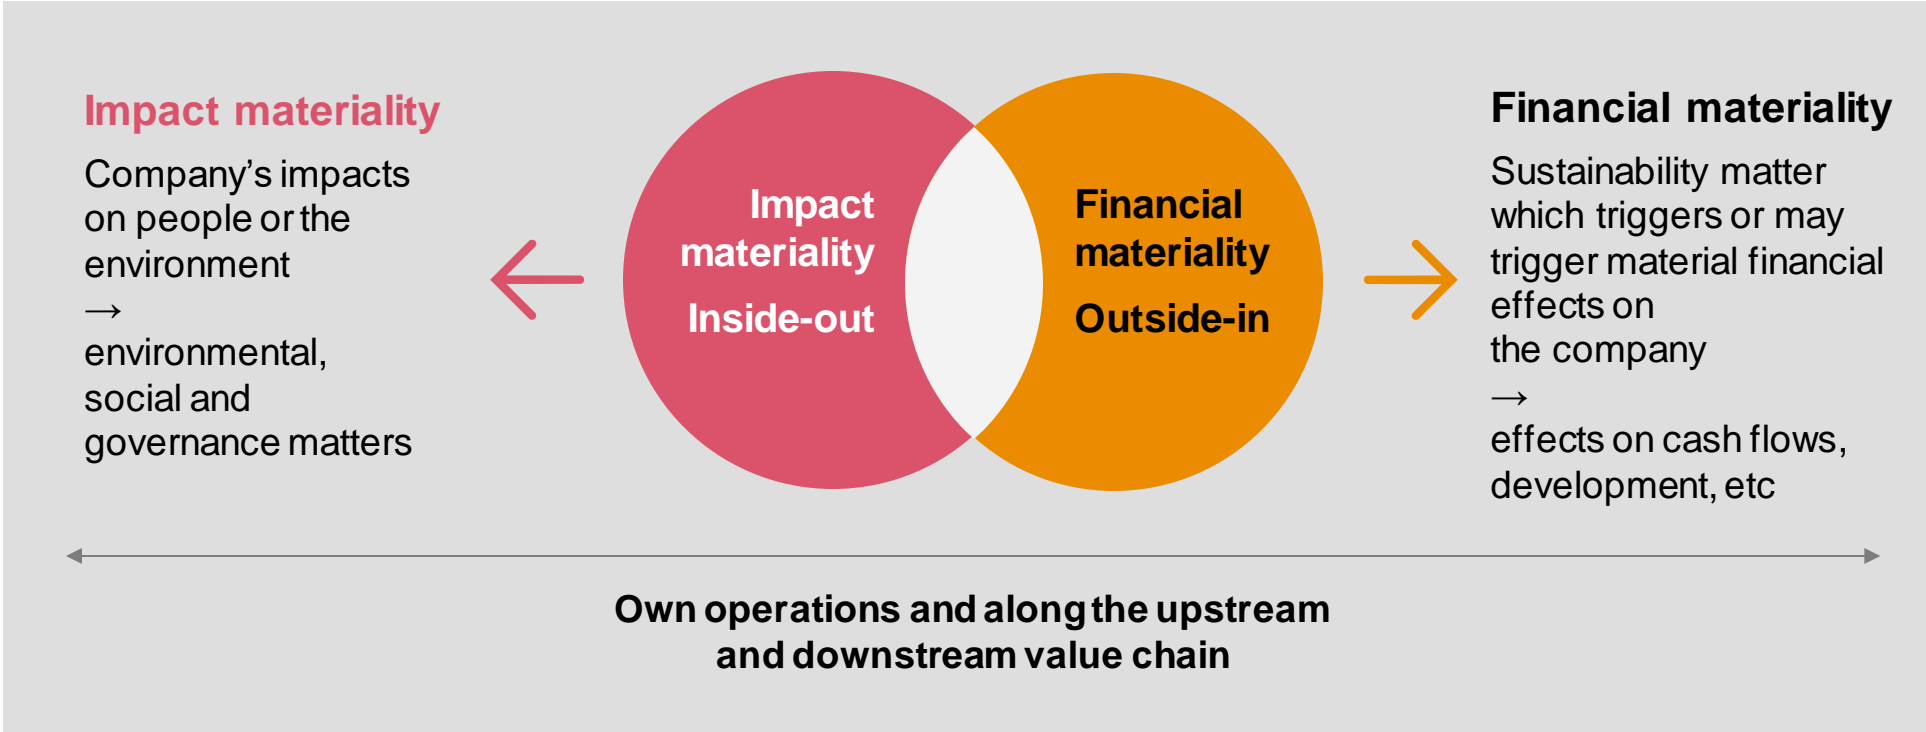 Impact materiality
Company’s impacts
on people or the
environment
→
environmental,
social and
governance matters
Impact
materiality
Inside-out
Financial
materiality
Outside-in
Financial materiality
Sustainability matter
which triggers or may
trigger material financial
effects on
the company
→
effects on cash flows,
development, etc
Own operations and along the upstream
and downstream value chain